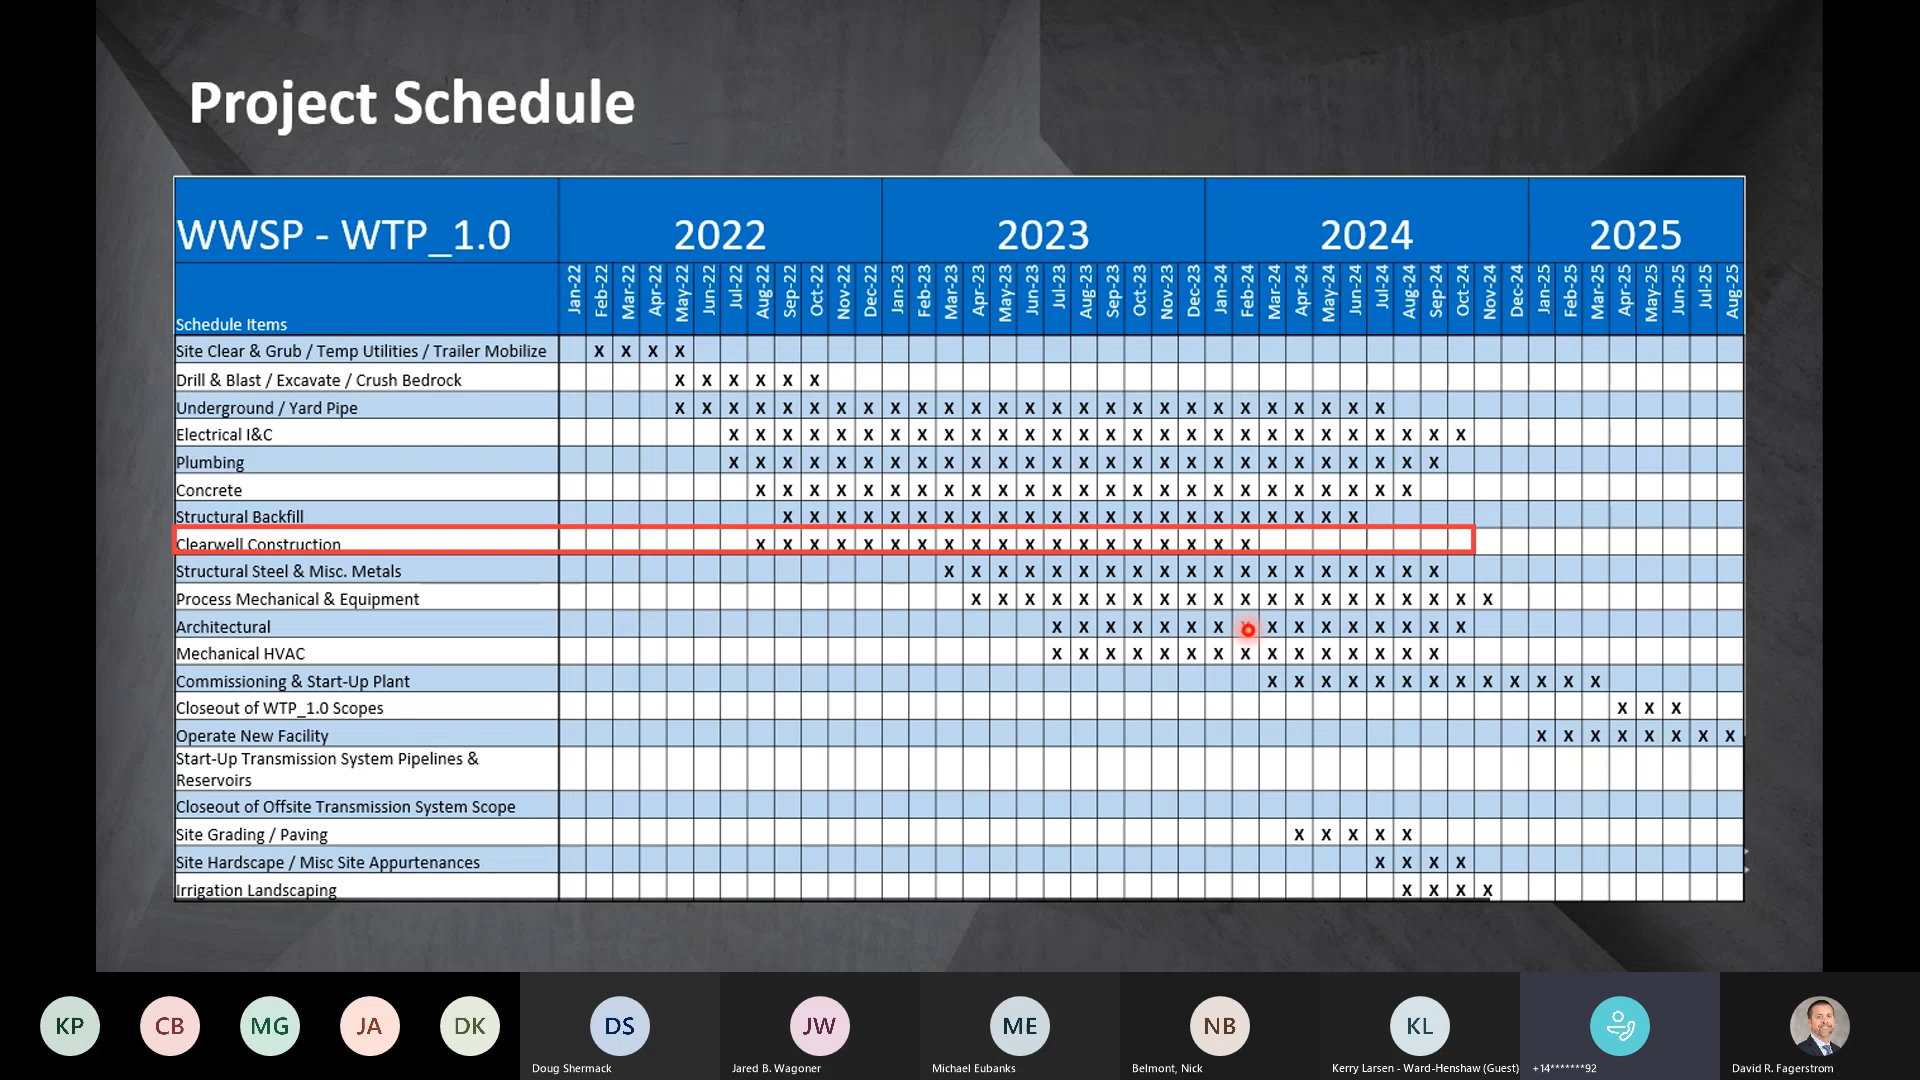 Project Schedule
WWSP - WTP_1.0 2022 2023 2024 2025
Schedule Items Jan-22 Feb-22 Mar-22 Apr-22 May-22 Jun-22 Jul-22 Aug-22 Sep-22 Oct-22 Nov-22 Dec-22 Jan-23 Feb-23 Mar-23 Apr-23 May-23 Jun-23 Jul-23 Aug-23 Sep-23 Oct-23 Nov-23 Dec-23 Jan-24 Feb-24 Mar-24 Apr-24 May-24 Jun-24 Jul-24 Aug-24 Sep-24 Oct-24 Nov-24 Dec-24 Jan-25 Feb-25 Mar-25 Apr-25 May-25 Jun-25 Jul-25 Aug-25
Site Clear & Grub / Temp Utilities / Trailer Mobilize X X X X
Drill & Blast / Excavate / Crush Bedrock X X X X X X
Underground / Yard Pipe X X X X X X X X X X X X X X X X X X X X X X X X X X X
Electrical I&C X X X X X X X X X X X X X X X X X X X X X X X X X X X X
Plumbing X X X X X X X X X X X X X X X X X X X X X X X X X X X
Concrete X X X X X X X X X X X X X X X X X X X X X X X X X
Structural Backfill X X X X X X X X X X X X X X X X X X X X X X
Clearwell Construction X X X X X X X X X X X X X X X X X X X
Structural Steel & Misc. Metals X X X X X X X X X X X X X X X X X X X
Process Mechanical & Equipment X X X X X X X X X X X X X X X X X X X X
Architectural X X X X X X X X X X X X X X X X
Mechanical HVAC X X X X X X X X X X X X X X X
Commissioning & Start-Up Plant X X X X X X X X X X X X X
Closeout of WTP_1.0 Scopes X X X
Operate New Facility X X X X X X X X
Start-Up Transmission System Pipelines &
Reservoirs
Closeout of Offsite Transmission System Scope
Site Grading / Paving X X X X X
Site Hardscape / Misc Site Appurtenances X X X X
Irrigation Landscaping X X X X
KP CB MG JA DK DS JW ME NB KL
Doug Shermack Jared B. Wagoner Michael Eubanks Belmont, Nick Kerry Larsen - Ward-Henshaw (Guest) +14*******92 David R. Fagerstrom